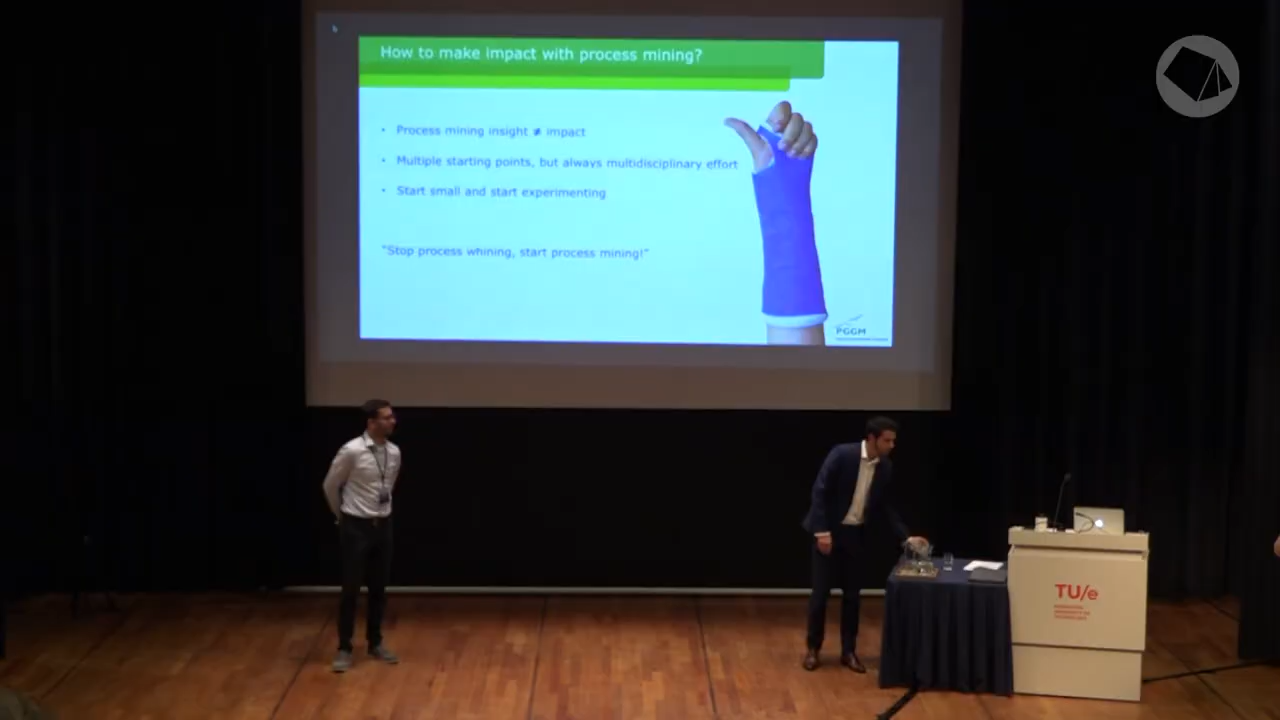 How to make impact with process mining?
• Process mining insight ≠ impact
• Multiple starting points, but always multidisciplinary effort
• Start small and start experimenting
"Stop process whining, start process mining!"
PGGM
TU/e